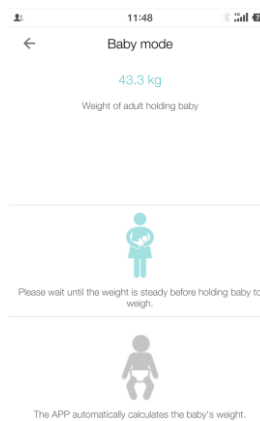 11:48
Baby mode
43.3 kg
Weight of adult holding baby
Please wait until the weight is steady before holding baby to
weigh.
The APP automatically calculates the baby's weight.